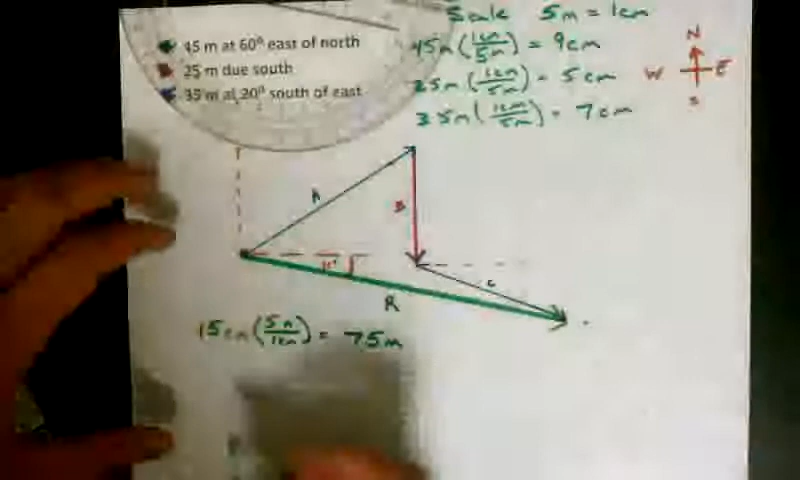 Scale 5m = 1cm
45 m at 60° east of north
25 m due south
35 m at 20° south of east
45m (1cm/5m) = 9cm
25m (1cm/5m) = 5cm
35m (1cm/5m) = 7cm
N
W E
S
A
B
C
R
15cm (5m/1cm) = 75m